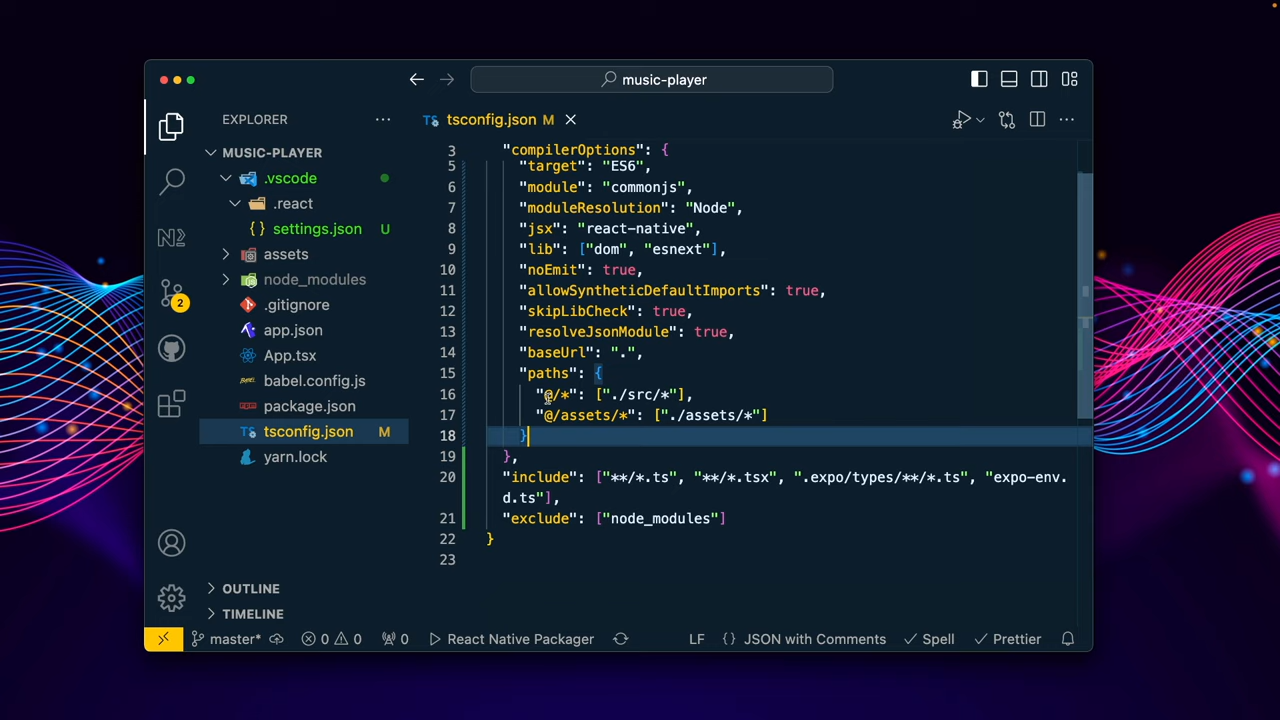 music-player
EXPLORER
TS tsconfig.json M
MUSIC-PLAYER
.vscode
.react
{} settings.json U
assets
node_modules
.gitignore
app.json
App.tsx
babel.config.js
package.json
TS tsconfig.json M
yarn.lock
2
OUTLINE
TIMELINE
3 "compilerOptions": {
5 "target": "ES6",
6 "module": "commonjs",
7 "moduleResolution": "Node",
8 "jsx": "react-native",
9 "lib": ["dom", "esnext"],
10 "noEmit": true,
11 "allowSyntheticDefaultImports": true,
12 "skipLibCheck": true,
13 "resolveJsonModule": true,
14 "baseUrl": ".",
15 "paths": {
16 "@/*": ["./src/*"],
17 "@/assets/*": ["./assets/*"]
18 }
19 },
20 "include": ["**/*.ts", "**/*.tsx", ".expo/types/**/*.ts", "expo-env.
d.ts"],
21 "exclude": ["node_modules"]
22 }
23
master* 0 0 0 React Native Packager LF {} JSON with Comments Spell Prettier